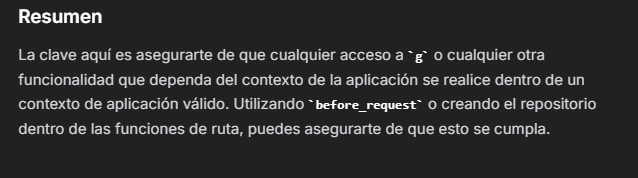 Resumen
La clave aquí es asegurarte de que cualquier acceso a `g` o cualquier otra
funcionalidad que dependa del contexto de la aplicación se realice dentro de un
contexto de aplicación válido. Utilizando `before_request` o creando el repositorio
dentro de las funciones de ruta, puedes asegurarte de que esto se cumpla.